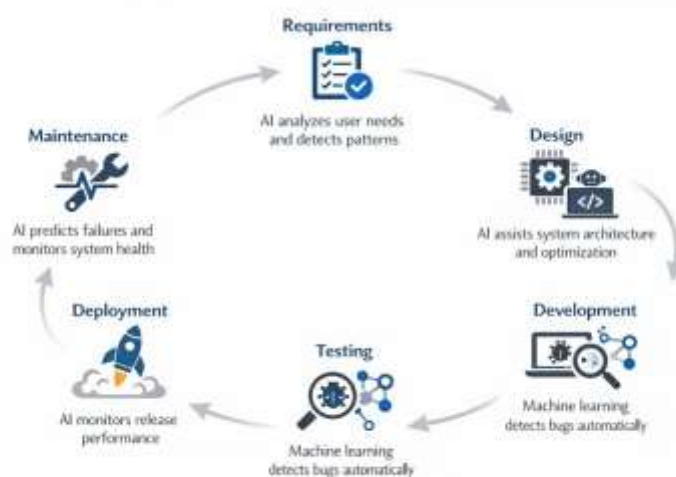 Requirements
AI analyzes user needs
and detects patterns
Design
</>
AI assists system architecture
and optimization
Development
Machine learning
detects bugs automatically
Testing
Machine learning
detects bugs automatically
Deployment
AI monitors release
performance
Maintenance
AI predicts failures and
monitors system health